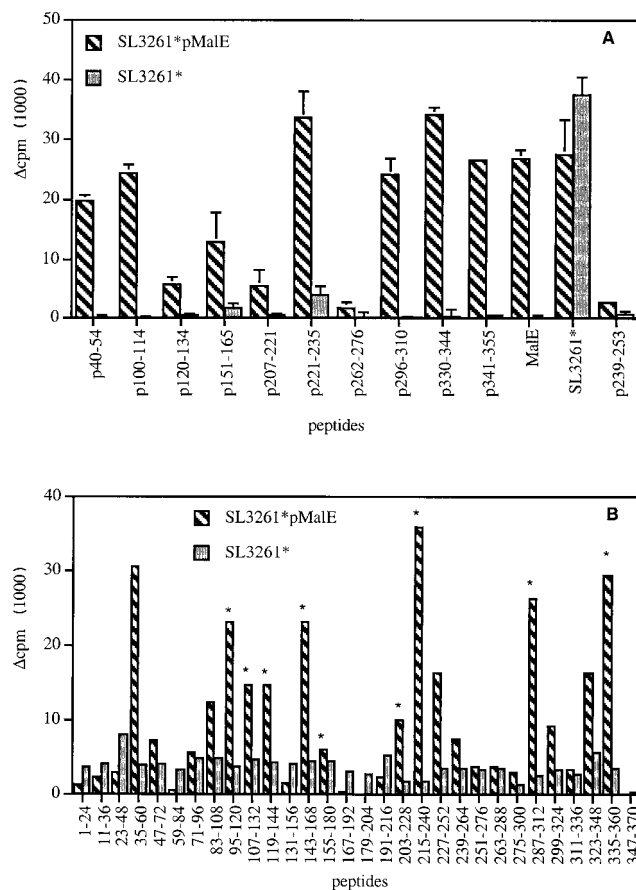 A
SL3261*pMalE
SL3261*
Δcpm (1000)
50
40
30
20
10
0
p40-54
p100-114
p120-134
p151-165
p207-221
p221-235
p262-276
p296-310
p330-344
p341-355
MalE
SL3261*
p239-253
peptides
B
SL3261*pMalE
SL3261*
Δcpm (1000)
40
30
20
10
0
* * * * * * * * * *
1-24
11-36
23-48
35-60
47-72
59-84
71-96
83-108
95-120
107-132
119-144
131-156
143-168
155-180
167-192
179-204
191-216
203-228
215-240
227-252
239-264
251-276
263-288
275-300
287-312
299-324
311-336
323-348
335-360
347-370
peptides